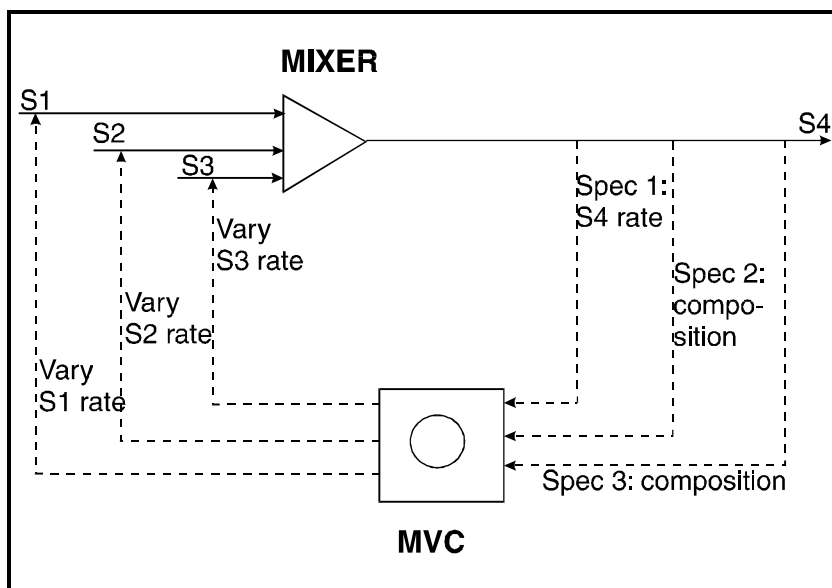 MIXER
S1
S2
S3
S4
Vary
S3 rate
Spec 1:
S4 rate
Vary
S2 rate
Spec 2:
compo-
sition
Vary
S1 rate
Spec 3: composition
MVC